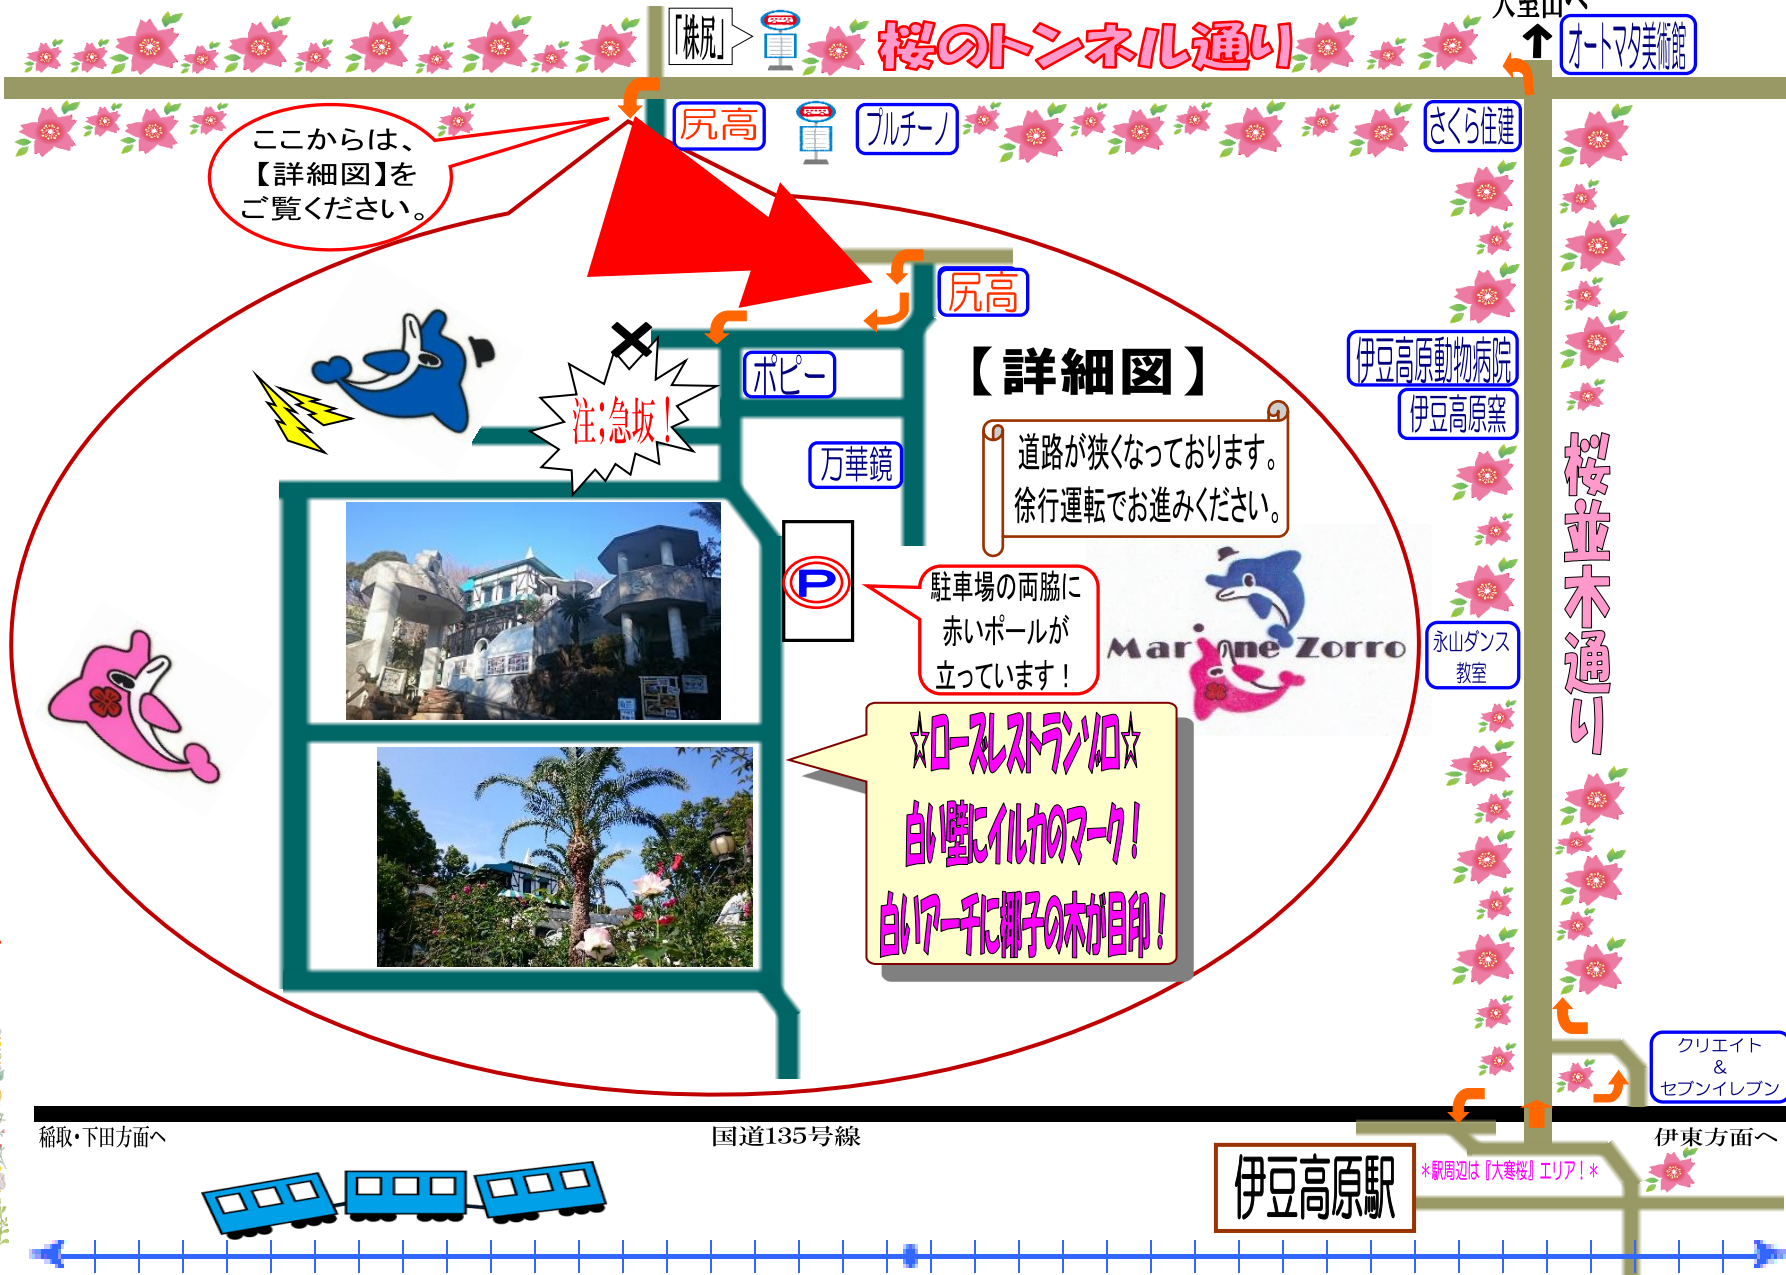 「株尻」
桜のトンネル通り
オートマタ美術館
尻高
プルチーノ
さくら住建
ここからは、
【詳細図】を
ご覧ください。
尻高
ポピー
【詳細図】
注;急坂!
万華鏡
道路が狭くなっております。
徐行運転でお進みください。
伊豆高原動物病院
伊豆高原窯
桜並木通り
P
駐車場の両脇に
赤いポールが
立っています!
Marine Zorro
永山ダンス
教室
☆ローズレストランゾロ☆
白い壁にイルカのマーク!
白いアーチに椰子の木が目印!
クリエイト
&
セブンイレブン
稲取・下田方面へ
国道135号線
伊東方面へ
伊豆高原駅
*駅周辺は『大寒桜』エリア!*